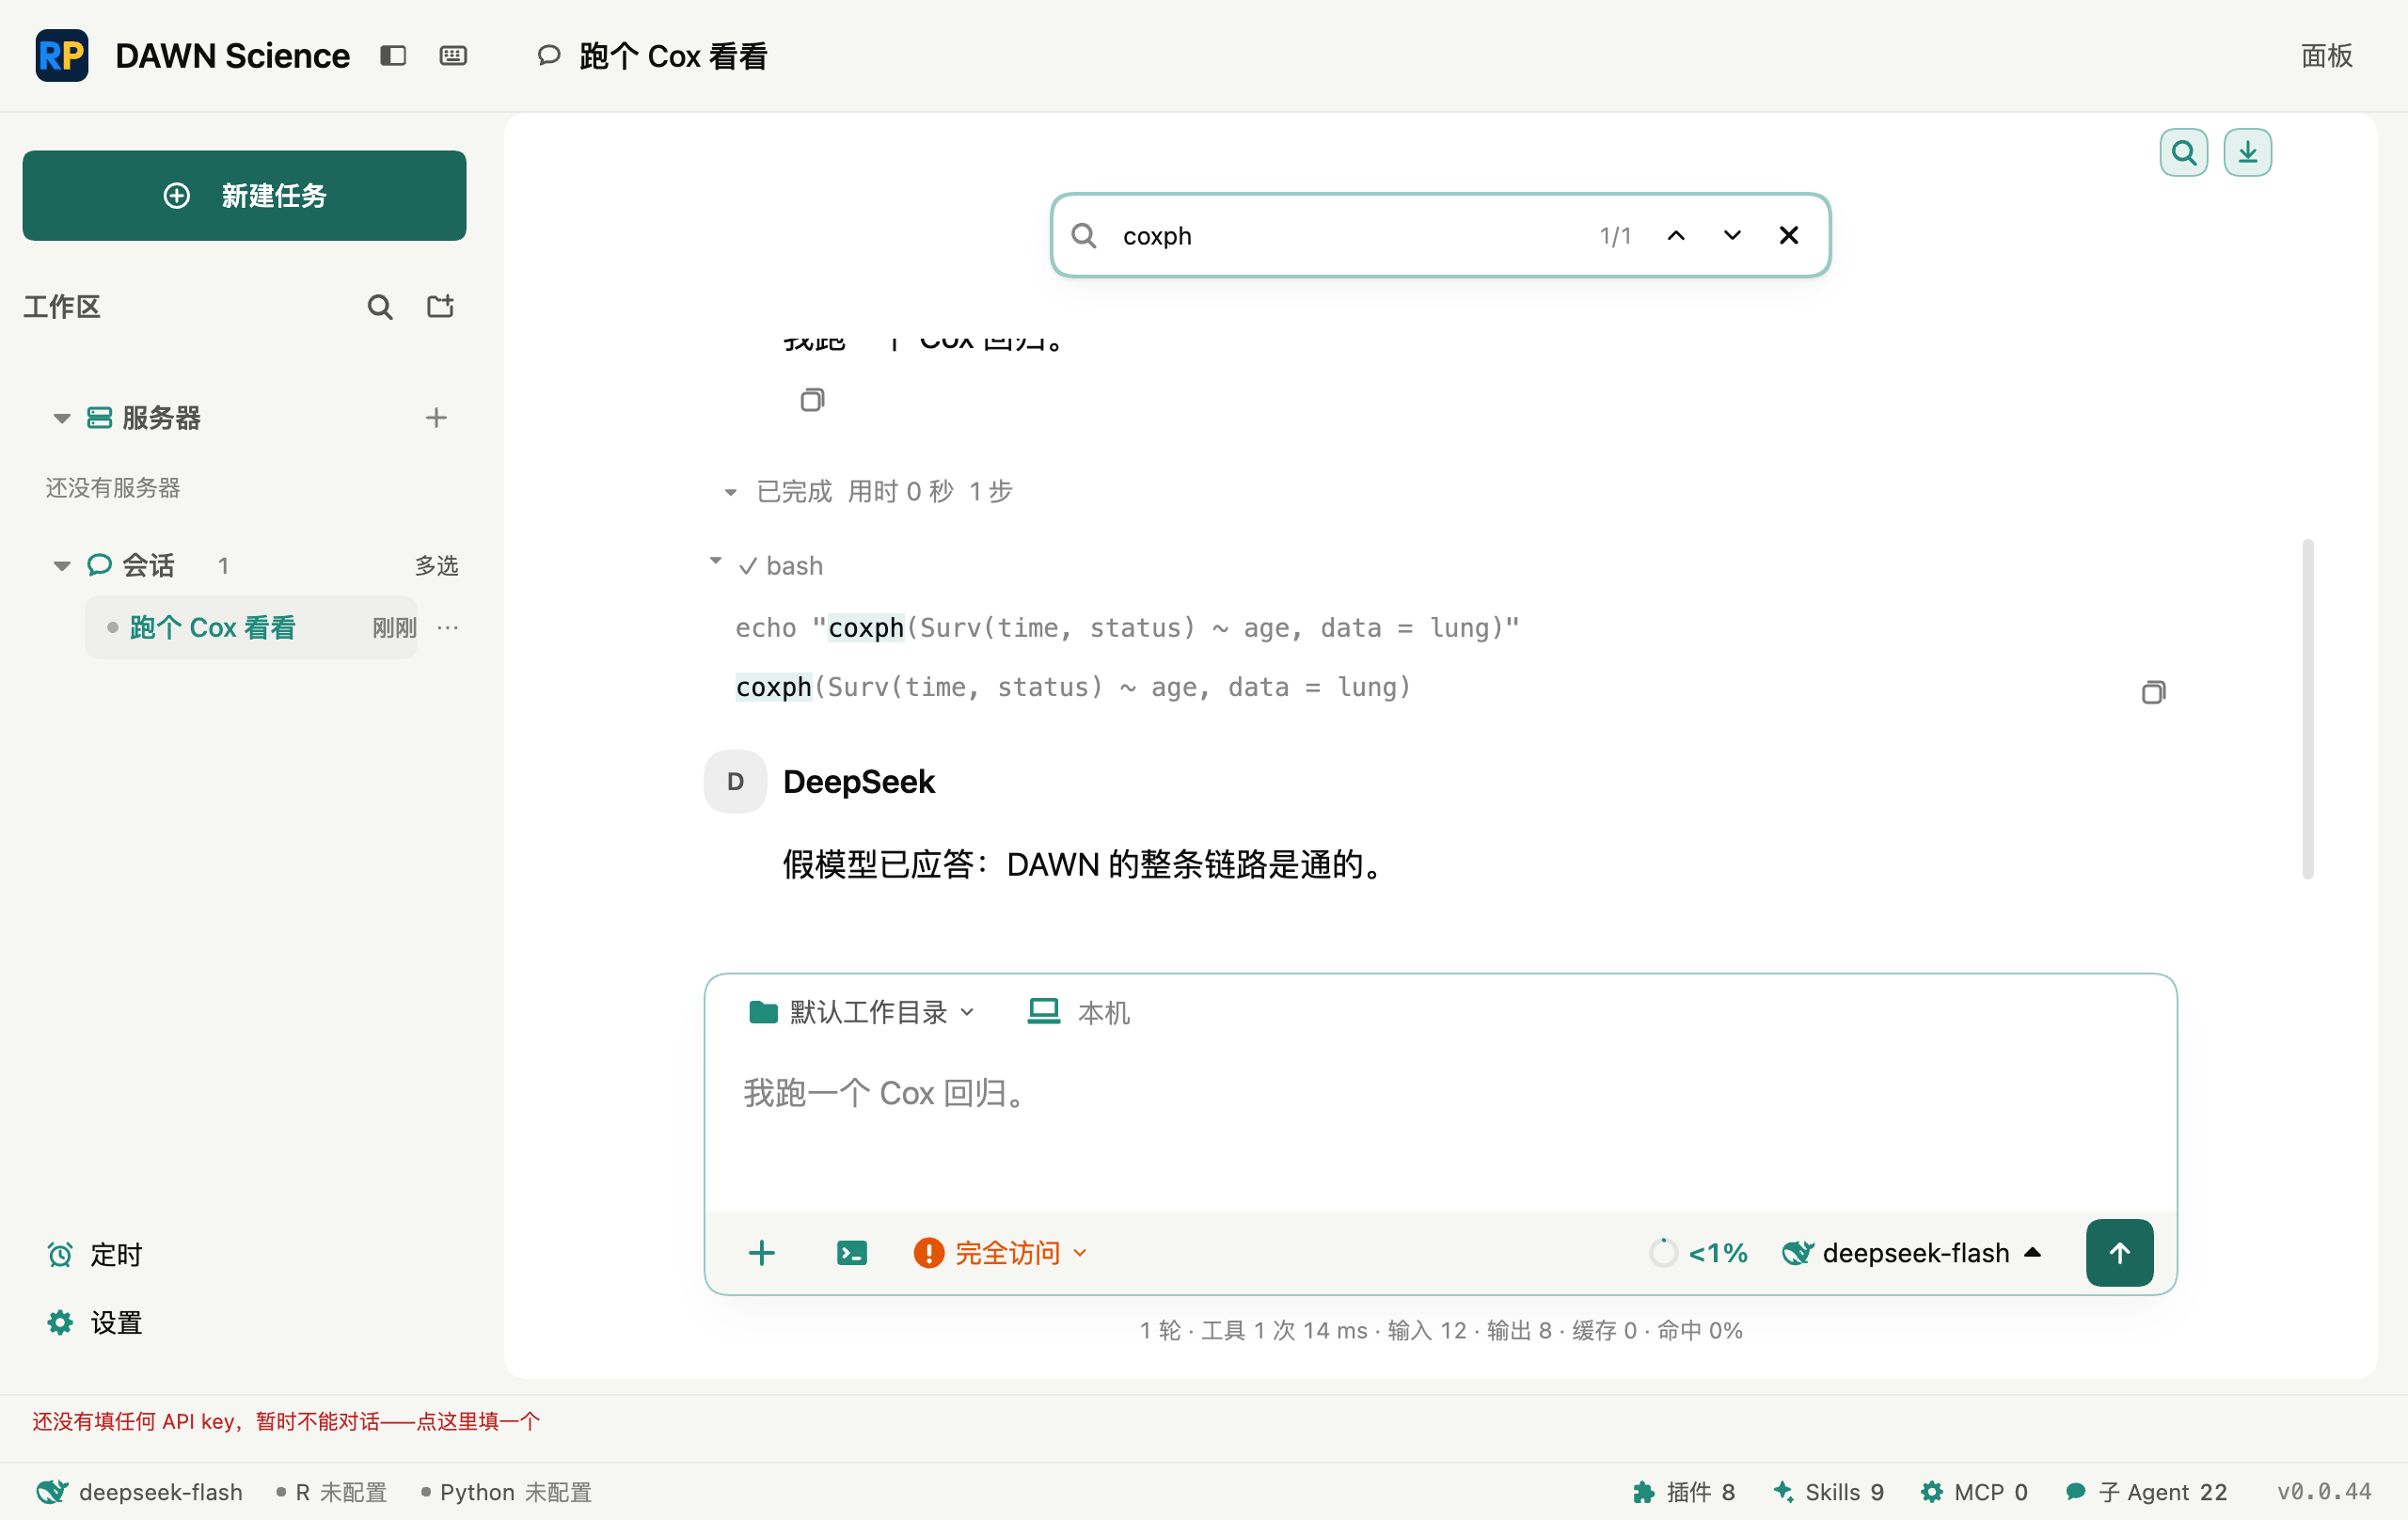 RP DAWN Science
跑个 Cox 看看
面板
新建任务
coxph
1/1
工作区
我跑一个 Cox 回归。
服务器
还没有服务器
已完成 用时 0 秒 1 步
会话 1 多选
bash
跑个 Cox 看看 刚刚 ···
echo "coxph(Surv(time, status) ~ age, data = lung)"
coxph(Surv(time, status) ~ age, data = lung)
D DeepSeek
假模型已应答：DAWN 的整条链路是通的。
默认工作目录 本机
我跑一个 Cox 回归。
定时
完全访问
<1% deepseek-flash
设置
1 轮 · 工具 1 次 14 ms · 输入 12 · 输出 8 · 缓存 0 · 命中 0%
还没有填任何 API key，暂时不能对话——点这里填一个
deepseek-flash R 未配置 Python 未配置
插件 8 Skills 9 MCP 0 子 Agent 22 v0.0.44